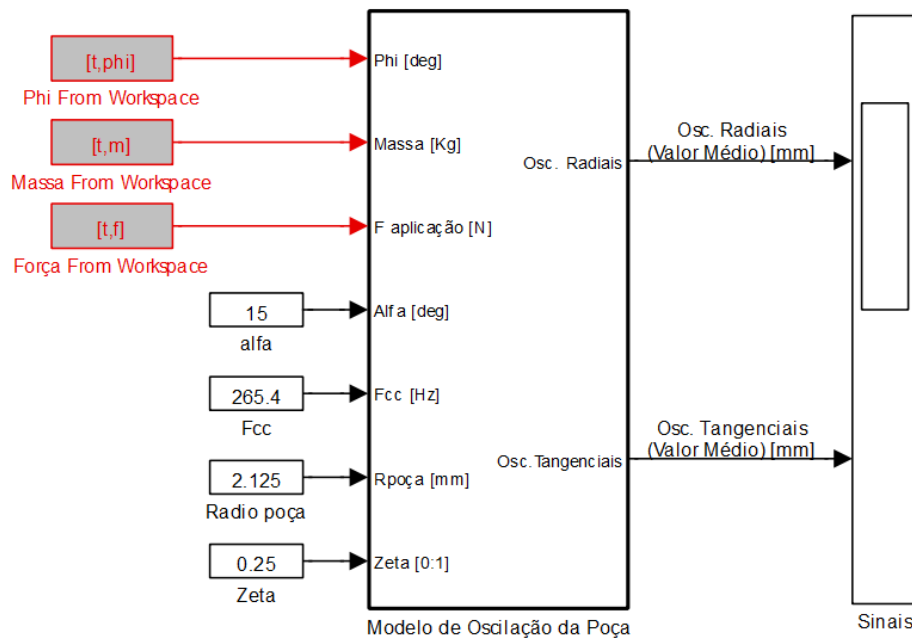 [t,phi]
Phi From Workspace
[t,m]
Massa From Workspace
[t,f]
Força From Workspace
15
alfa
265.4
Fcc
2.125
Radio poça
0.25
Zeta
Phi [deg]
Massa [Kg]
F aplicação [N]
Alfa [deg]
Fcc [Hz]
Rpoça [mm]
Zeta [0:1]
Osc. Radiais
Osc.Tangenciais
Modelo de Oscilação da Poça
Osc. Radiais
(Valor Médio) [mm]
Osc. Tangenciais
(Valor Médio) [mm]
Sinais